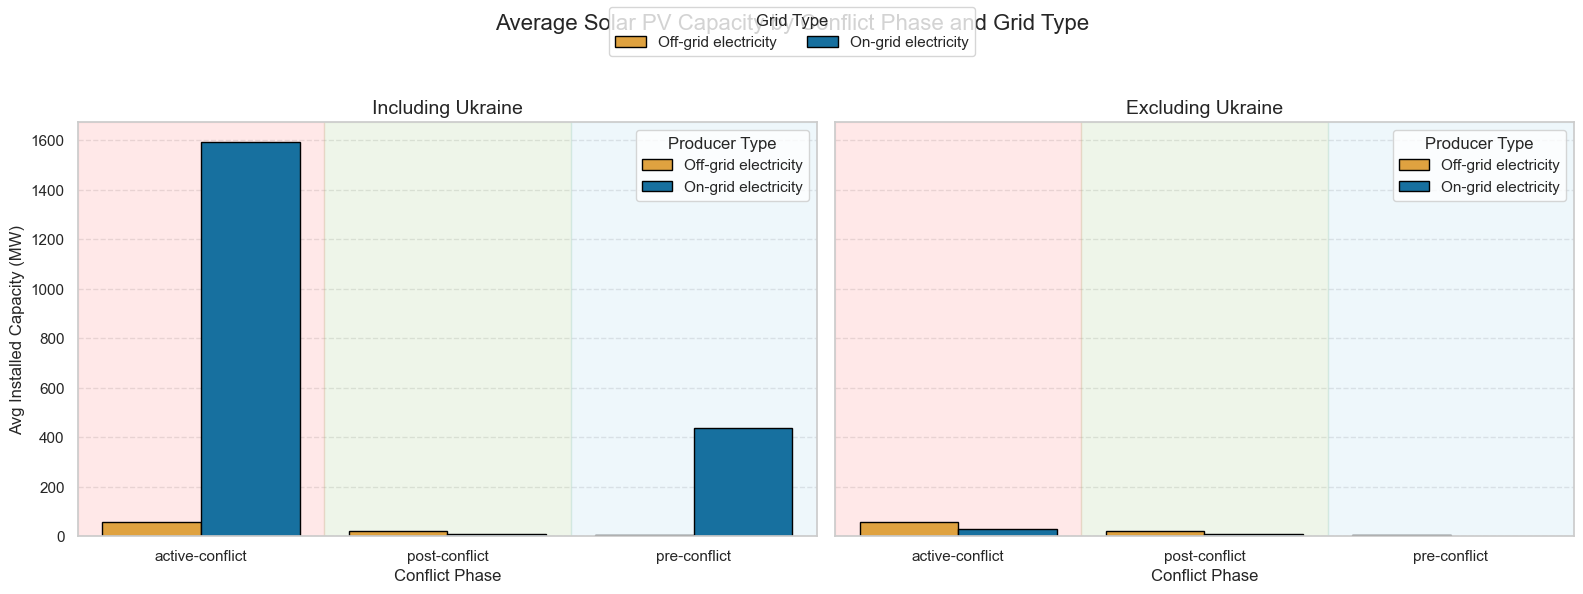 Average Solar PV Capacity by Conflict Phase and Grid Type
Grid Type
Off-grid electricity On-grid electricity
Including Ukraine
Excluding Ukraine
Producer Type
Off-grid electricity
On-grid electricity
Producer Type
Off-grid electricity
On-grid electricity
Avg Installed Capacity (MW)
1600
1400
1200
1000
800
600
400
200
0
active-conflict post-conflict pre-conflict
Conflict Phase
active-conflict post-conflict pre-conflict
Conflict Phase